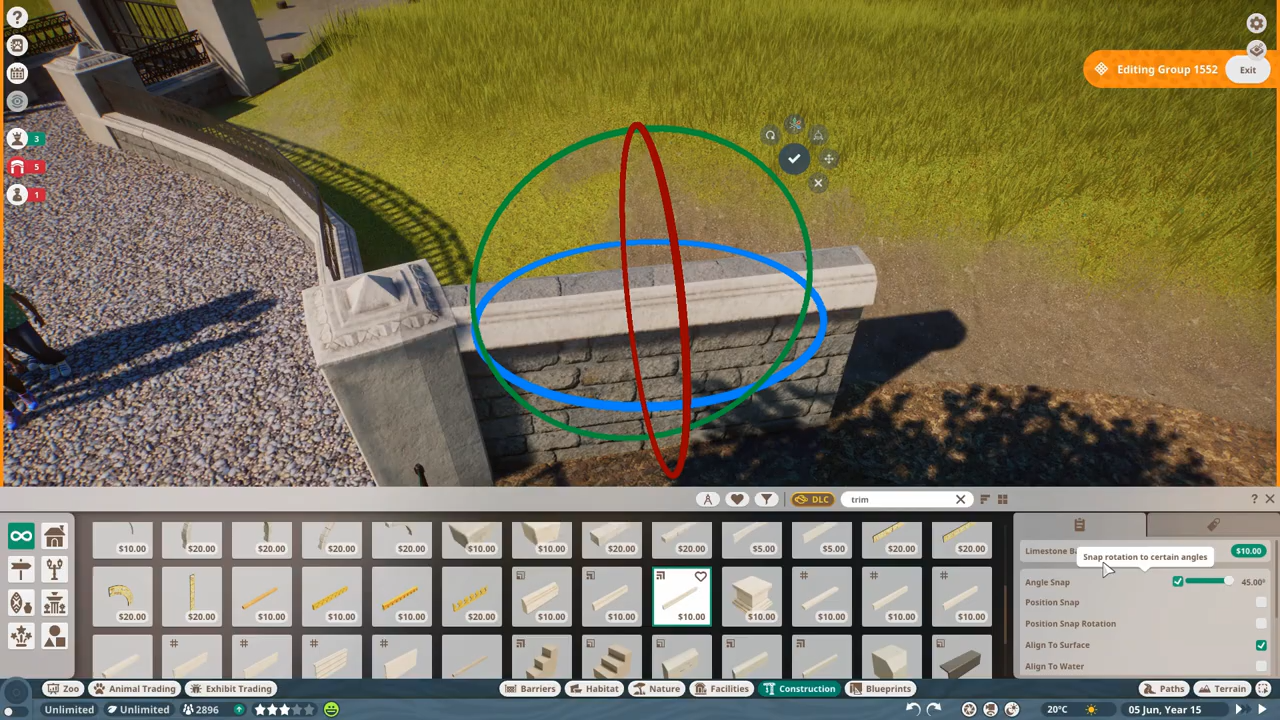 Editing Group 1552
Exit
3
5
1
DLC
trim
?
$10.00 $20.00 $20.00 $10.00 $20.00 $10.00 $10.00 $20.00 $20.00 $5.00 $5.00 $20.00 $20.00
$20.00 $20.00 $10.00 $10.00 $10.00 $20.00 $10.00 $10.00 $10.00 $10.00 $10.00 $10.00 $10.00
Limestone
$10.00
Snap rotation to certain angles
Angle Snap
45.00°
Position Snap
Position Snap Rotation
Align To Surface
Align To Water
Zoo
Animal Trading
Exhibit Trading
Barriers
Habitat
Nature
Facilities
Construction
Blueprints
Paths
Terrain
Unlimited
Unlimited
2896
20°C
05 Jun, Year 15